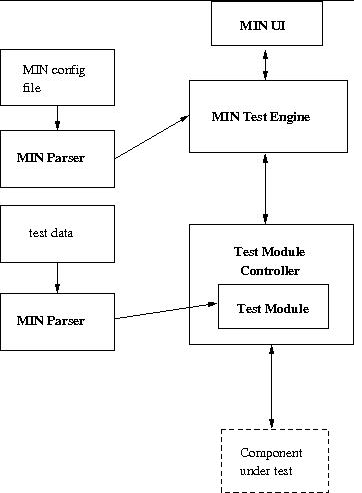 MIN UI
MIN config
file
MIN Test Engine
MIN Parser
test data
Test Module
Controller
Test Module
MIN Parser
Component
under test